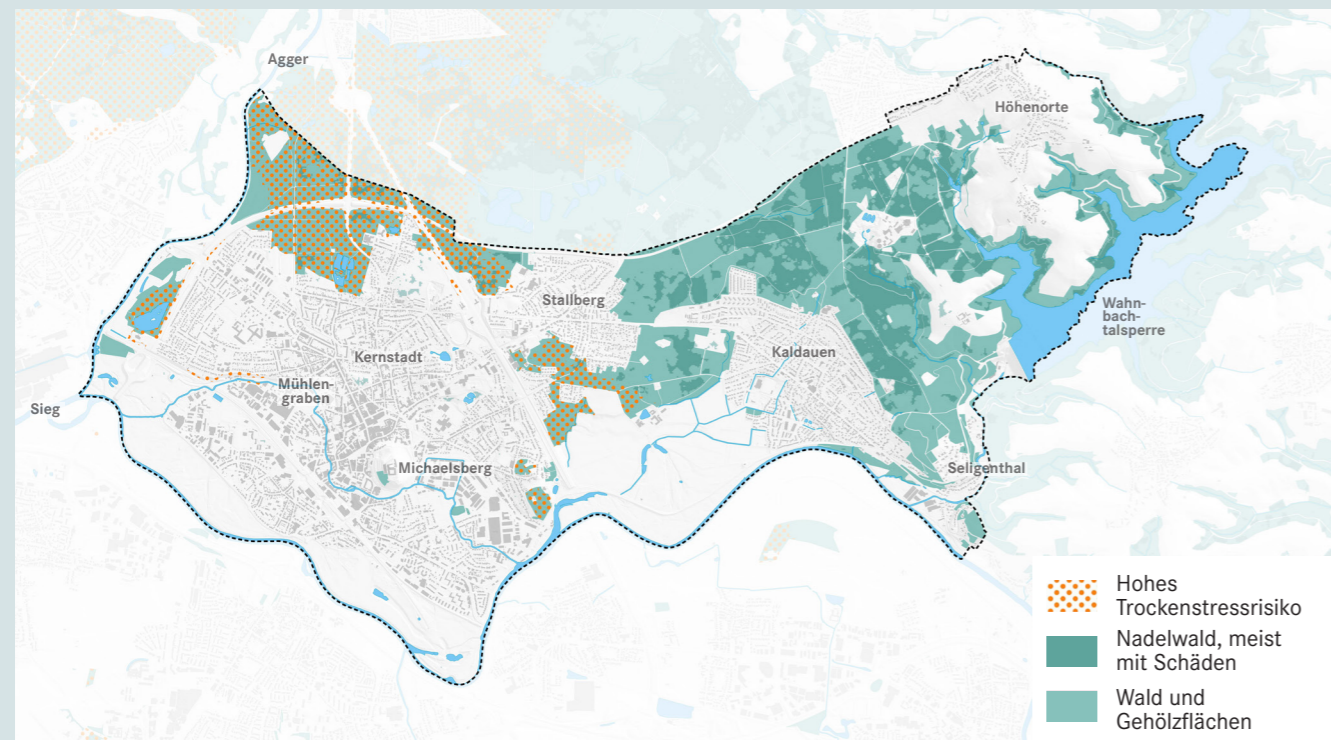 Agger
Höhenorte
Wahn-
bach-
talsperre
Stallberg
Kernstadt
Kaldauen
Mühlen-
graben
Sieg
Michaelsberg
Seligenthal
Hohes
Trockenstressrisiko
Nadelwald, meist
mit Schäden
Wald und
Gehölzflächen